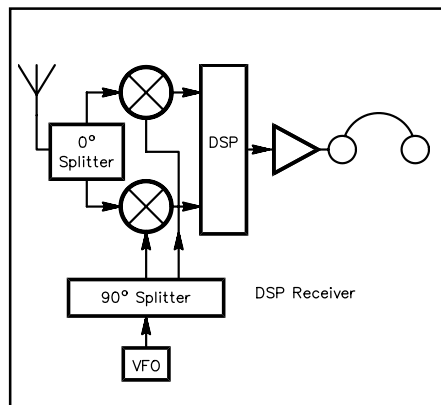 0°
Splitter
DSP
90° Splitter
DSP Receiver
VFO